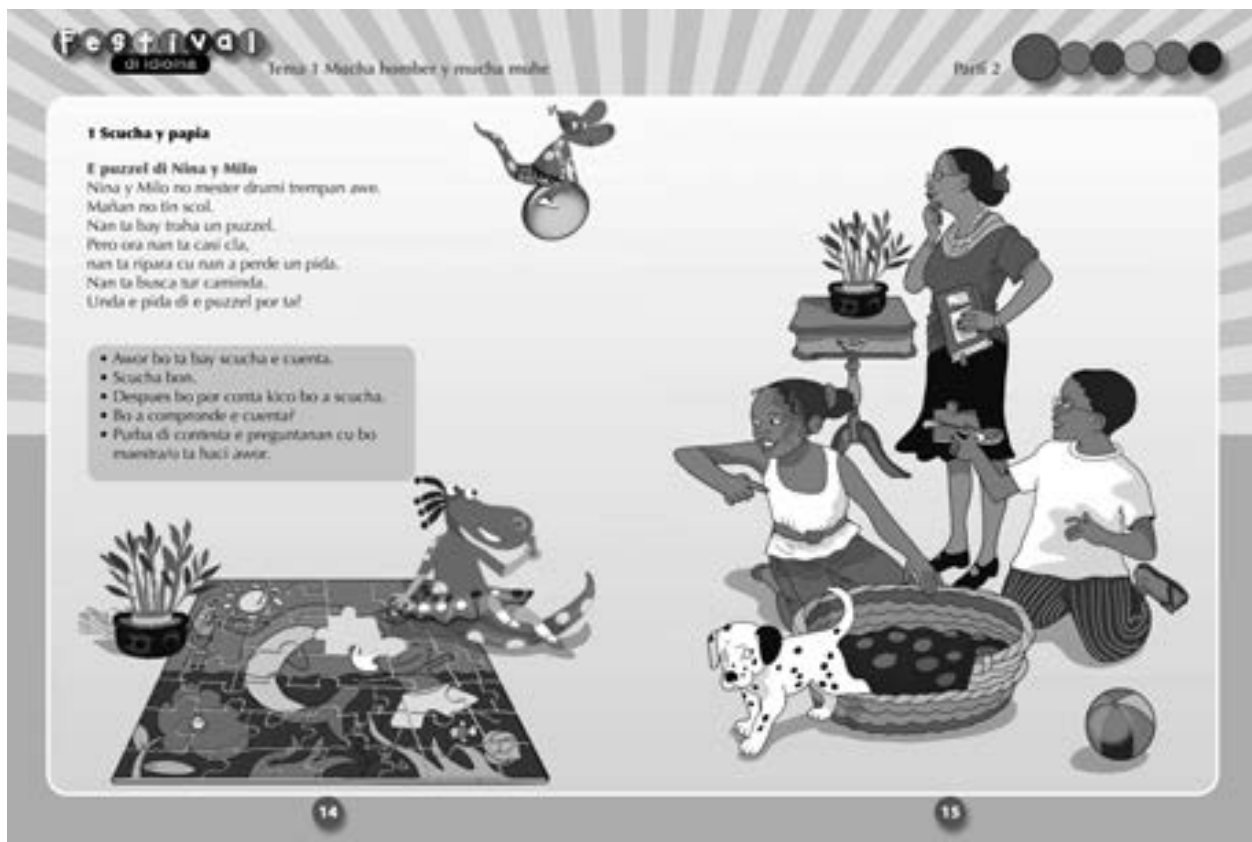 Festival
di idioma
Tema 1 Mucha homber y mucha muhe
Parti 2
1 Scucha y papia
E puzzel di Nina y Milo
Nina y Milo no mester drumi trempan awe.
Mañan no tin scol.
Nan ta bay traha un puzzel.
Pero ora nan ta casi cla,
nan ta ripara cu nan a perde un pida.
Nan ta busca tur caminda.
Unda e pida di e puzzel por ta?
• Awor bo ta bay scucha e cuenta.
• Scucha bon.
• Despues bo por conta kico bo a scucha.
• Bo a compronde e cuenta?
• Purba di contesta e preguntanan cu bo
maestra/o ta haci awor.
14
15